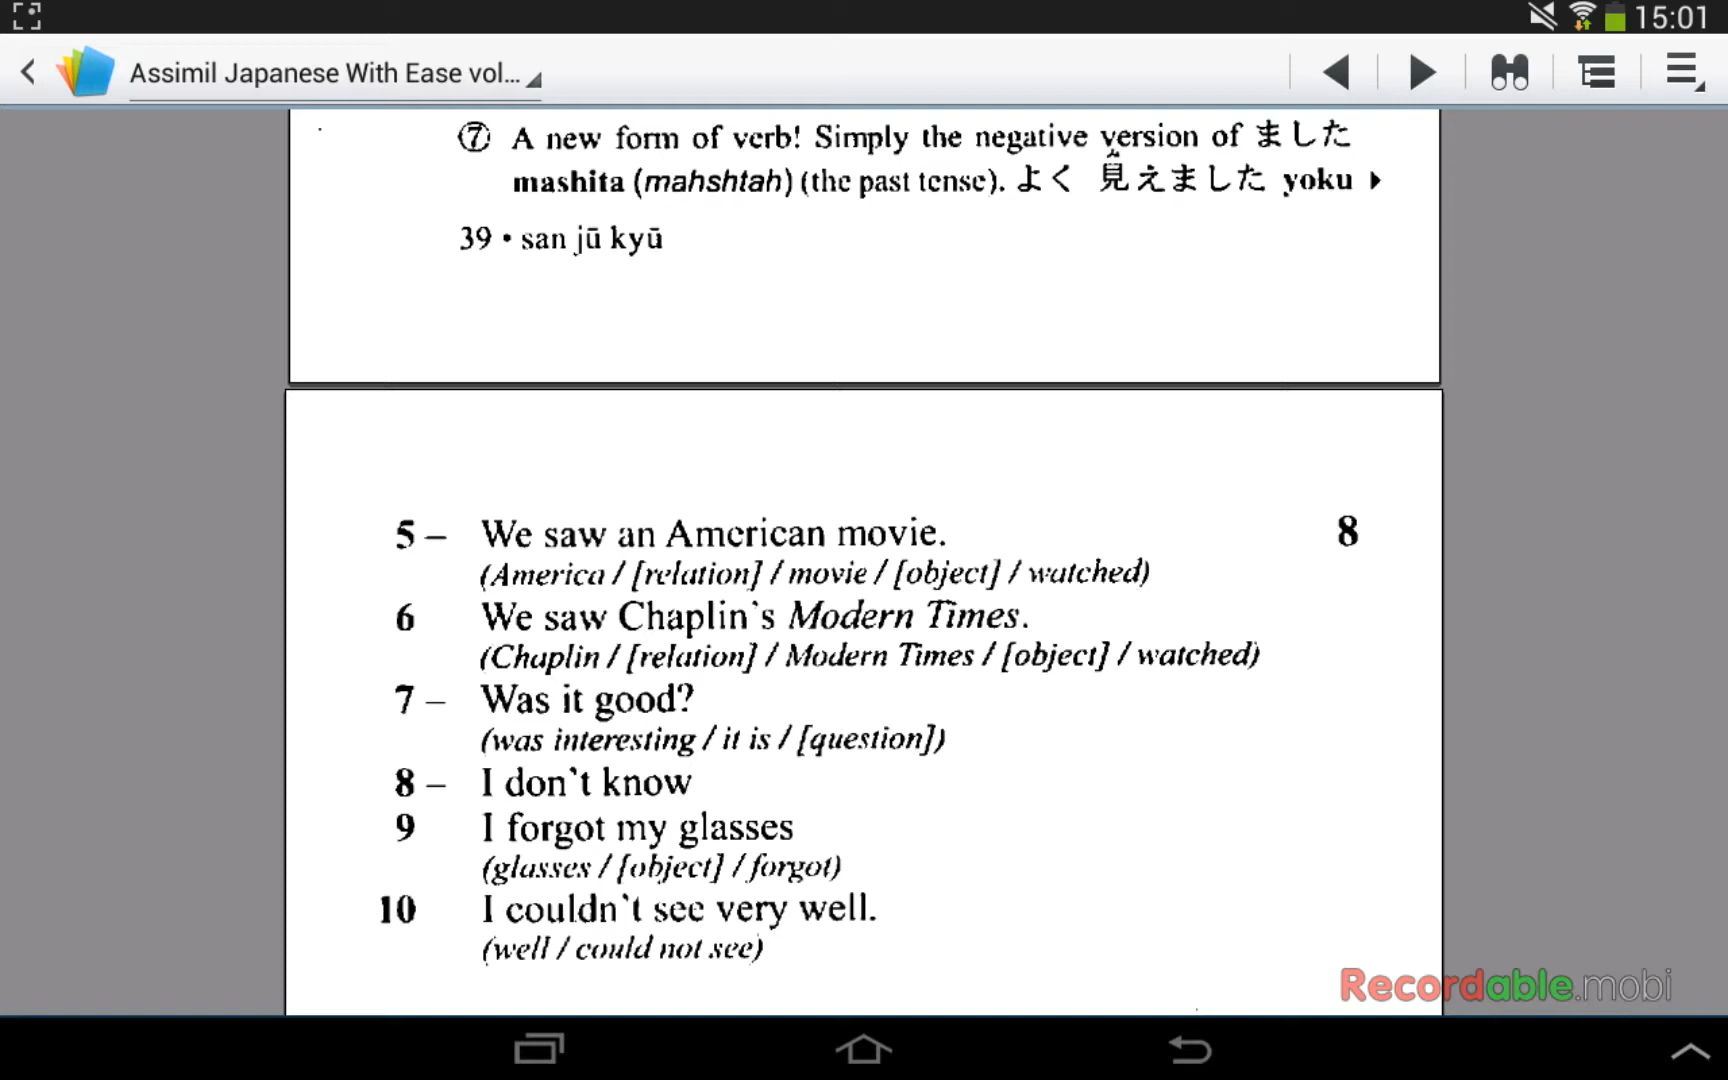 15:01
Assimil Japanese With Ease vol...
⑦ A new form of verb! Simply the negative version of ました
mashita (mahshtah) (the past tense). よく 見えました yoku
み
39 • san jū kyū
5 – We saw an American movie. 8
(America / [relation] / movie / [object] / watched)
6 We saw Chaplin's Modern Times.
(Chaplin / [relation] / Modern Times / [object] / watched)
7 – Was it good?
(was interesting / it is / [question])
8 – I don't know
9 I forgot my glasses
(glasses / [object] / forgot)
10 I couldn't see very well.
(well / could not see)
Recordable.mobi